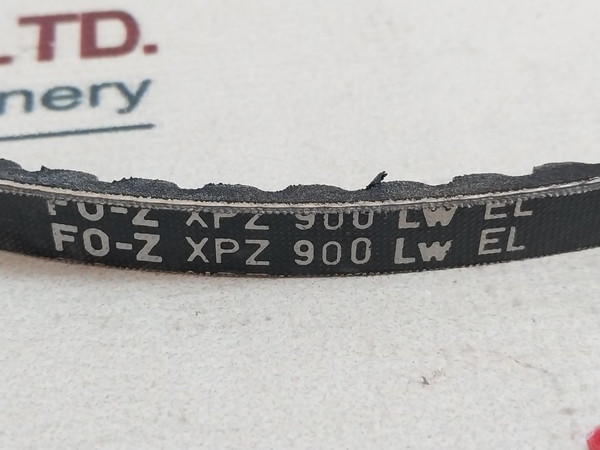 LTD.
nery
FO-Z XPZ 900 LW EL
FO-Z XPZ 900 LW EL